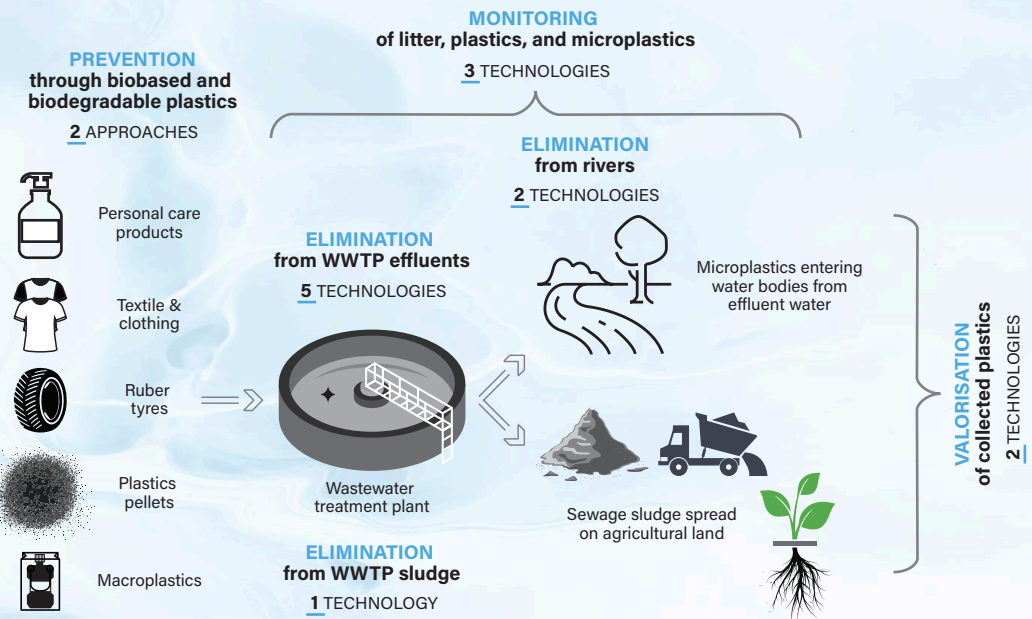 MONITORING
of litter, plastics, and microplastics
3 TECHNOLOGIES
PREVENTION
through biobased and
biodegradable plastics
2 APPROACHES
Personal care
products
Textile &
clothing
Ruber
tyres
Plastics
pellets
Macroplastics
ELIMINATION
from WWTP effluents
5 TECHNOLOGIES
Wastewater
treatment plant
ELIMINATION
from WWTP sludge
1 TECHNOLOGY
ELIMINATION
from rivers
2 TECHNOLOGIES
Microplastics entering
water bodies from
effluent water
Sewage sludge spread
on agricultural land
VALORISATION
of collected plastics
2 TECHNOLOGIES